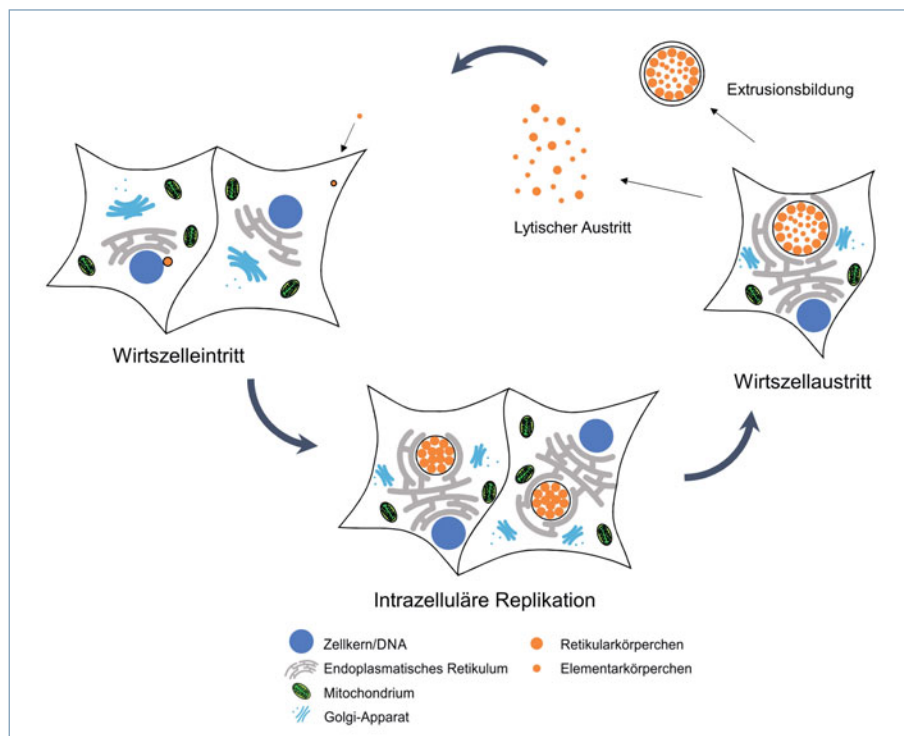 Extrusionsbildung
Lytischer Austritt
Wirtszelleintritt
Wirtszellaustritt
Intrazelluläre Replikation
Zellkern/DNA
Endoplasmatisches Retikulum
Mitochondrium
Golgi-Apparat
Retikularkörperchen
Elementarkörperchen